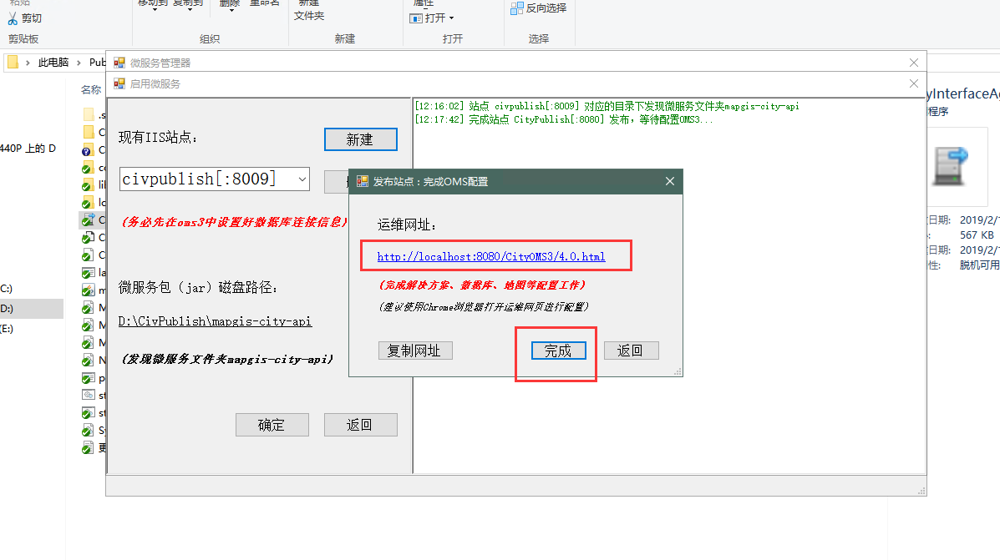 粘贴
移动到 复制到
删除 重命名
新建
属性
剪切
文件夹
打开
反向选择
剪贴板
组织
新建
打开
选择
此电脑 Pub
微服务管理器
启用微服务
名称
[12:16:02] 站点 civpublish[:8009] 对应的目录下发现微服务文件夹mapgis-city-api
[12:17:42] 完成站点 CityPublish[:8080] 发布，等待配置OMS3...
现有IIS站点：
新建
civpublish[:8009]
(务必先在oms3中设置好数据库连接信息)
微服务包（jar）磁盘路径：
D:\CivPublish\mapgis-city-api
(发现微服务文件夹mapgis-city-api)
确定
返回
发布站点：完成OMS配置
运维网址：
http://localhost:8080/CityOMS3/4.0.html
(完成解决方案、数据库、地图等配置工作)
(建议使用Chrome浏览器打开运维网页进行配置)
复制网址
完成
返回
440P 上的 D
C:)
D:)
(E:)
yInterfaceAg
程序
日期: 2019/2/1
567 KB
日期: 2019/2/1
性: 脱机可用